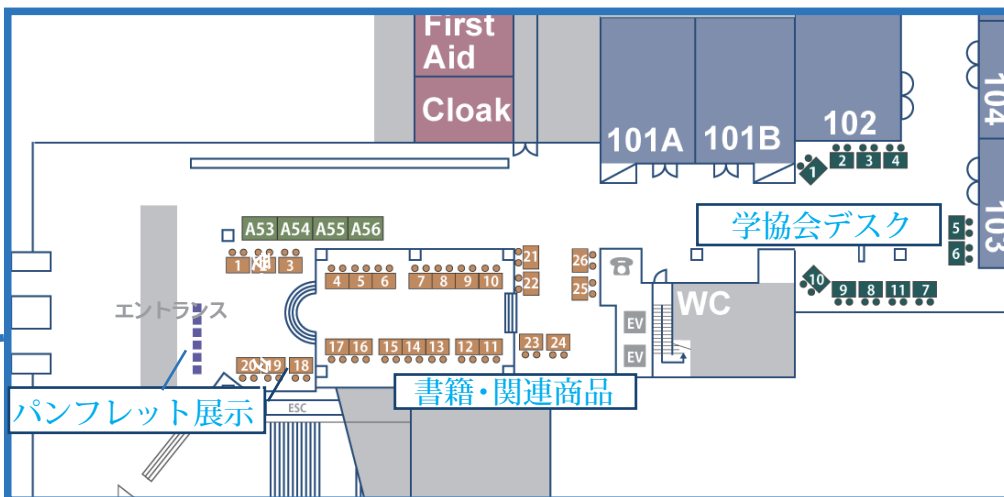 First
Aid
Cloak
101A
101B
102
104
103
1
2
3
4
学協会デスク
5
6
10
9
8
11
7
A53
A54
A55
A56
1
3
4
5
6
7
8
9
10
21
22
26
25
エントランス
WC
EV
EV
17
16
15
14
13
12
11
23
24
20
19
18
パンフレット展示
ESC
書籍・関連商品